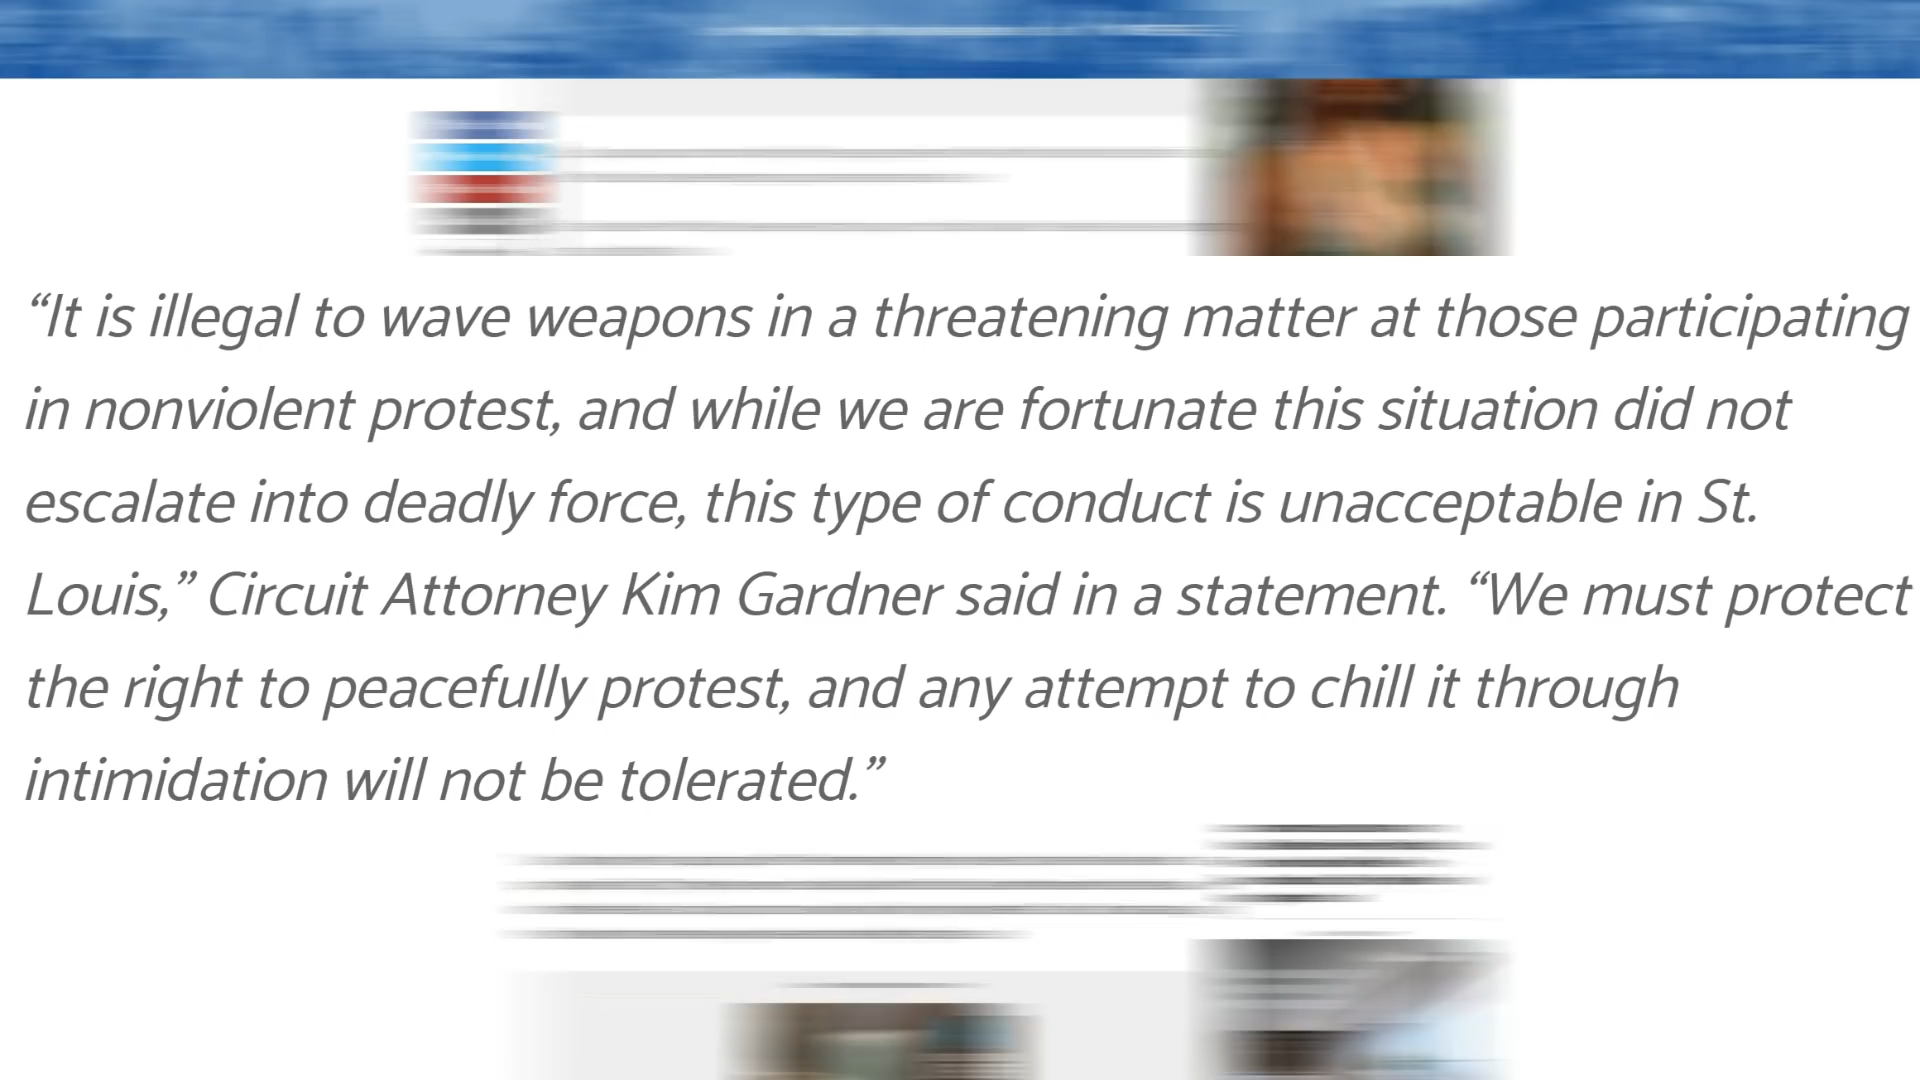 “It is illegal to wave weapons in a threatening matter at those participating
in nonviolent protest, and while we are fortunate this situation did not
escalate into deadly force, this type of conduct is unacceptable in St.
Louis,” Circuit Attorney Kim Gardner said in a statement. “We must protect
the right to peacefully protest, and any attempt to chill it through
intimidation will not be tolerated.”